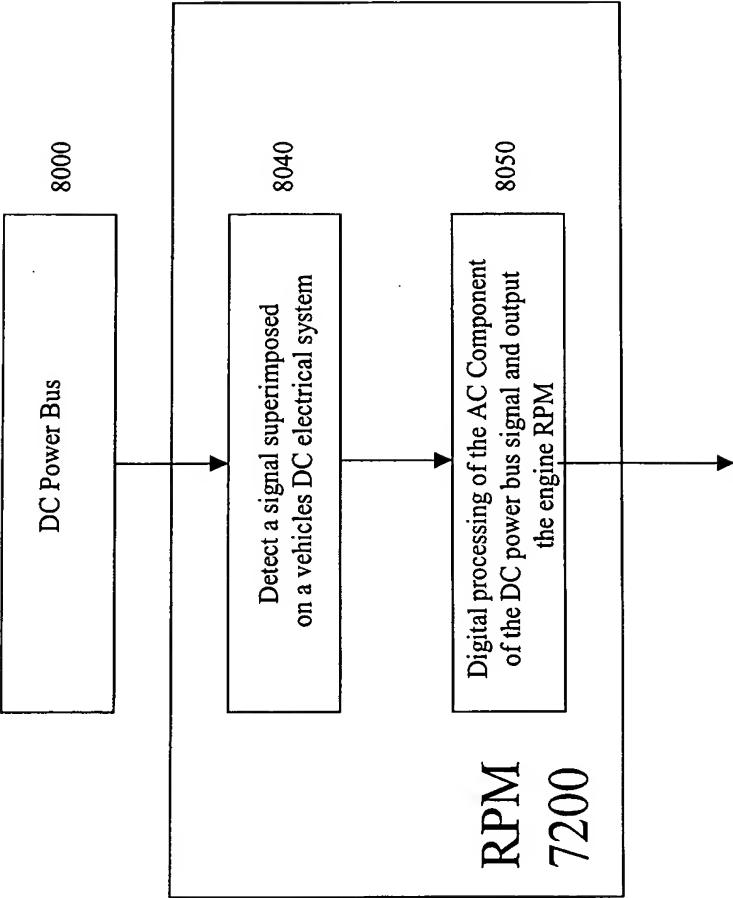 8000
DC Power Bus
8040
Detect a signal superimposed
on a vehicles DC electrical system
8050
Digital processing of the AC Component
of the DC power bus signal and output
the engine RPM
RPM
7200